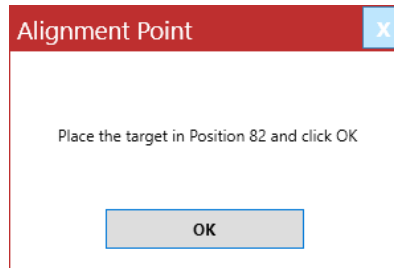 Alignment Point
X
Place the target in Position 82 and click OK
OK